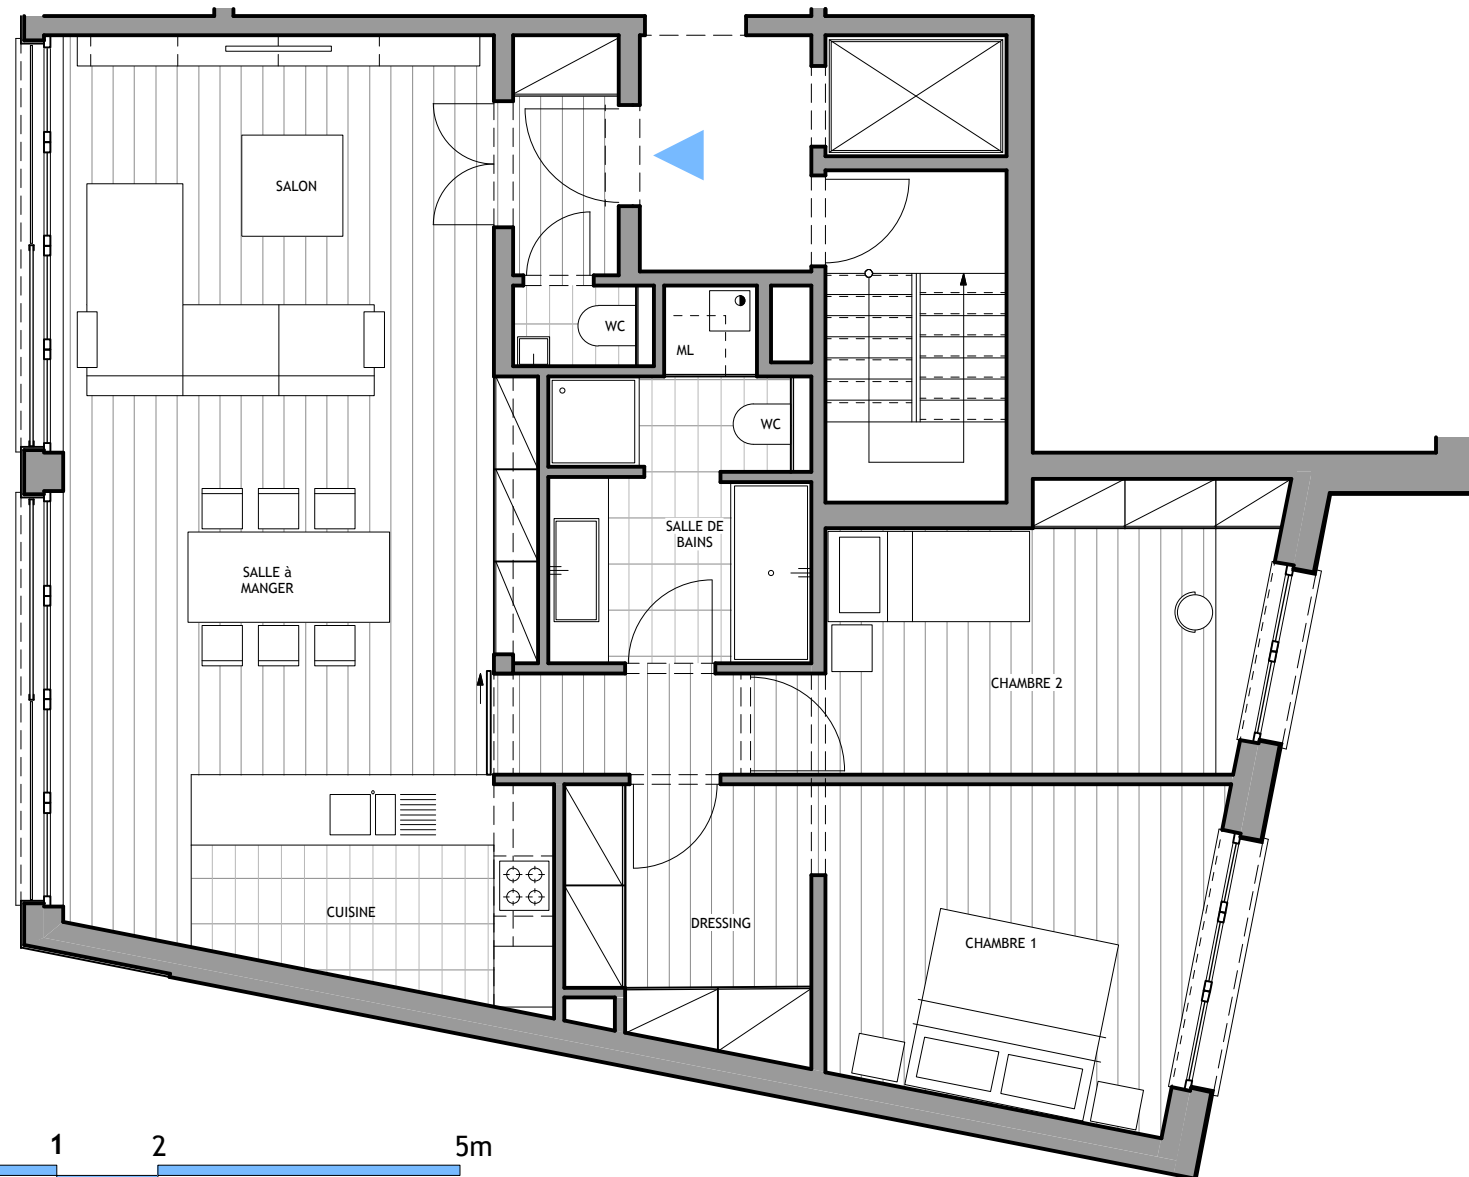 SALON
WC
ML
WC
SALLE DE
BAINS
SALLE à
MANGER
CHAMBRE 2
CUISINE
DRESSING
CHAMBRE 1
1 2 5m